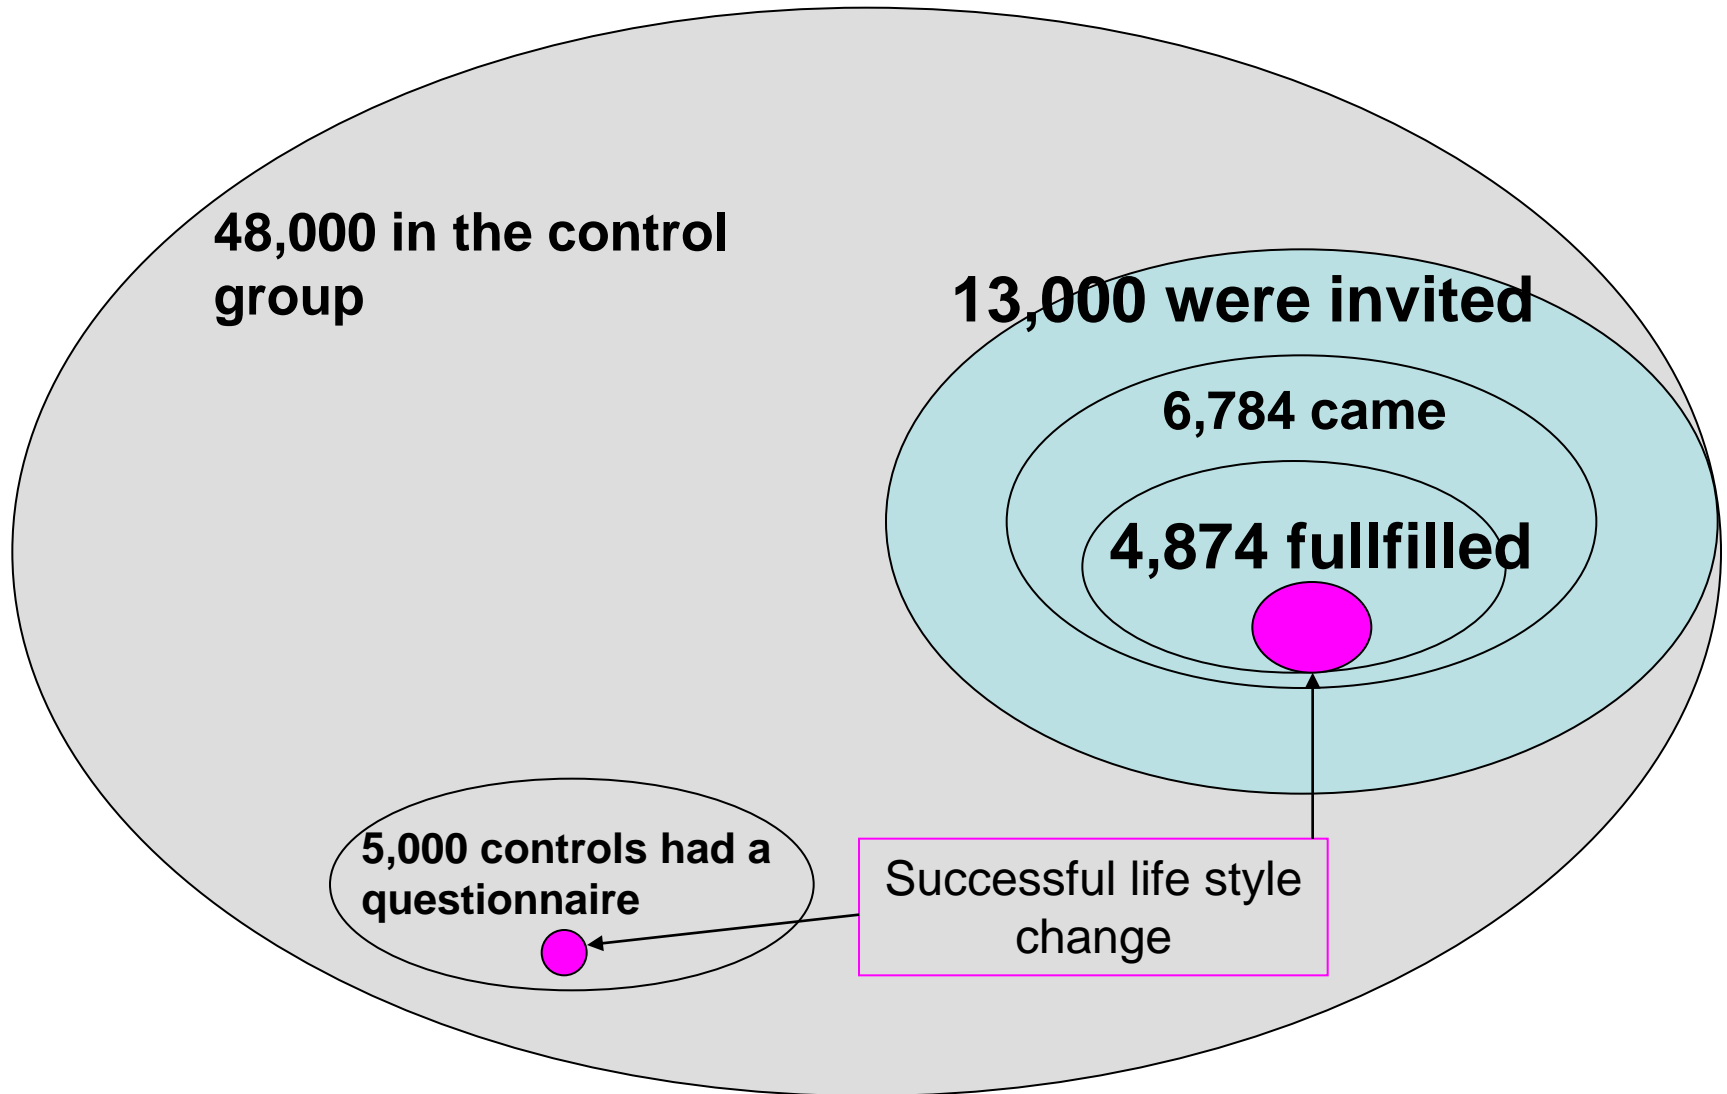 48,000 in the control
group
13,000 were invited
6,784 came
4,874 fullfilled
5,000 controls had a
questionnaire
Successful life style
change